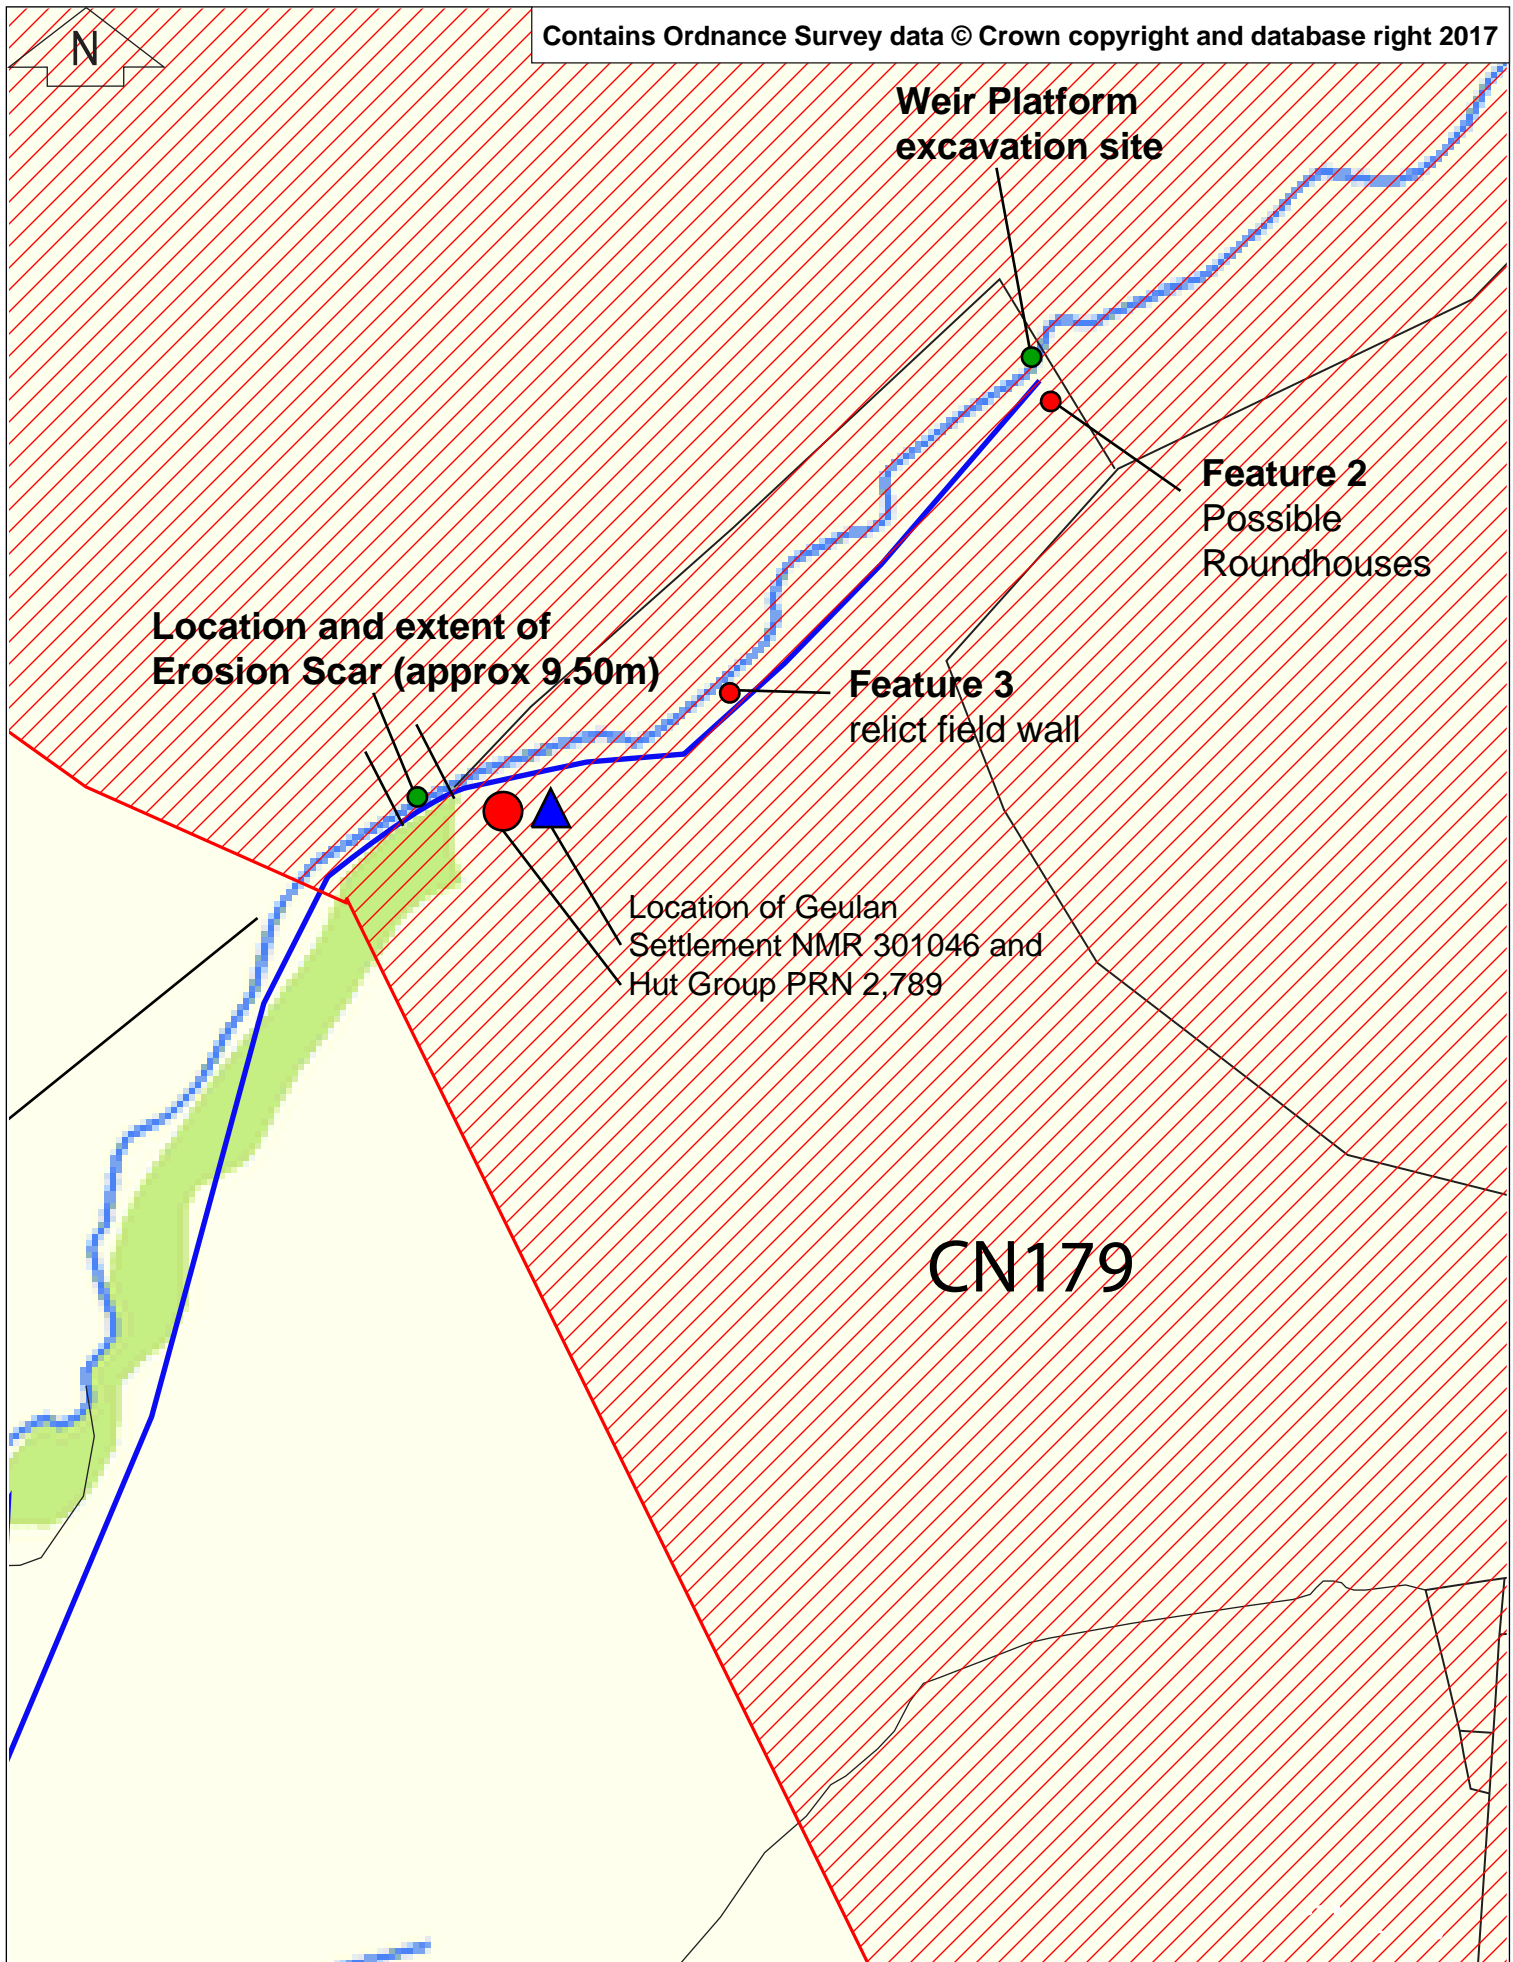 N
Contains Ordnance Survey data © Crown copyright and database right 2017
Weir Platform
excavation site
Feature 2
Possible
Roundhouses
Location and extent of
Erosion Scar (approx 9.50m)
Feature 3
relict field wall
Location of Geulan
Settlement NMR 301046 and
Hut Group PRN 2,789
CN179